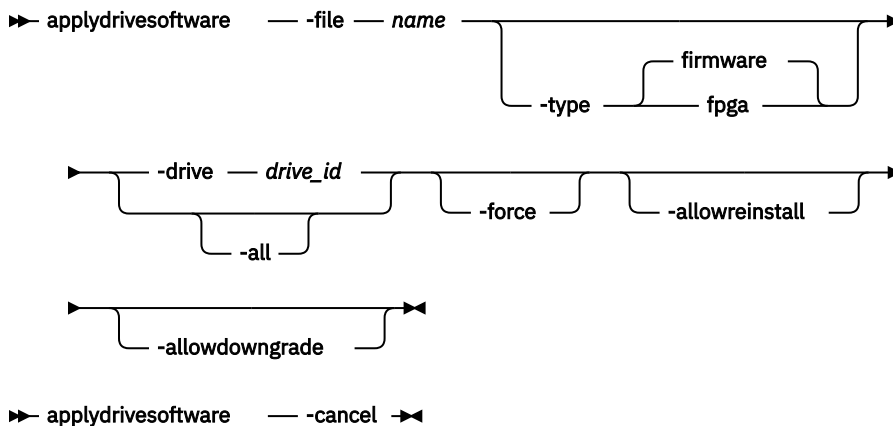 applydrivesoftware -file name
firmware
-type fpga
-drive drive_id
-force -allowreinstall
-all
-allowdowngrade
applydrivesoftware -cancel